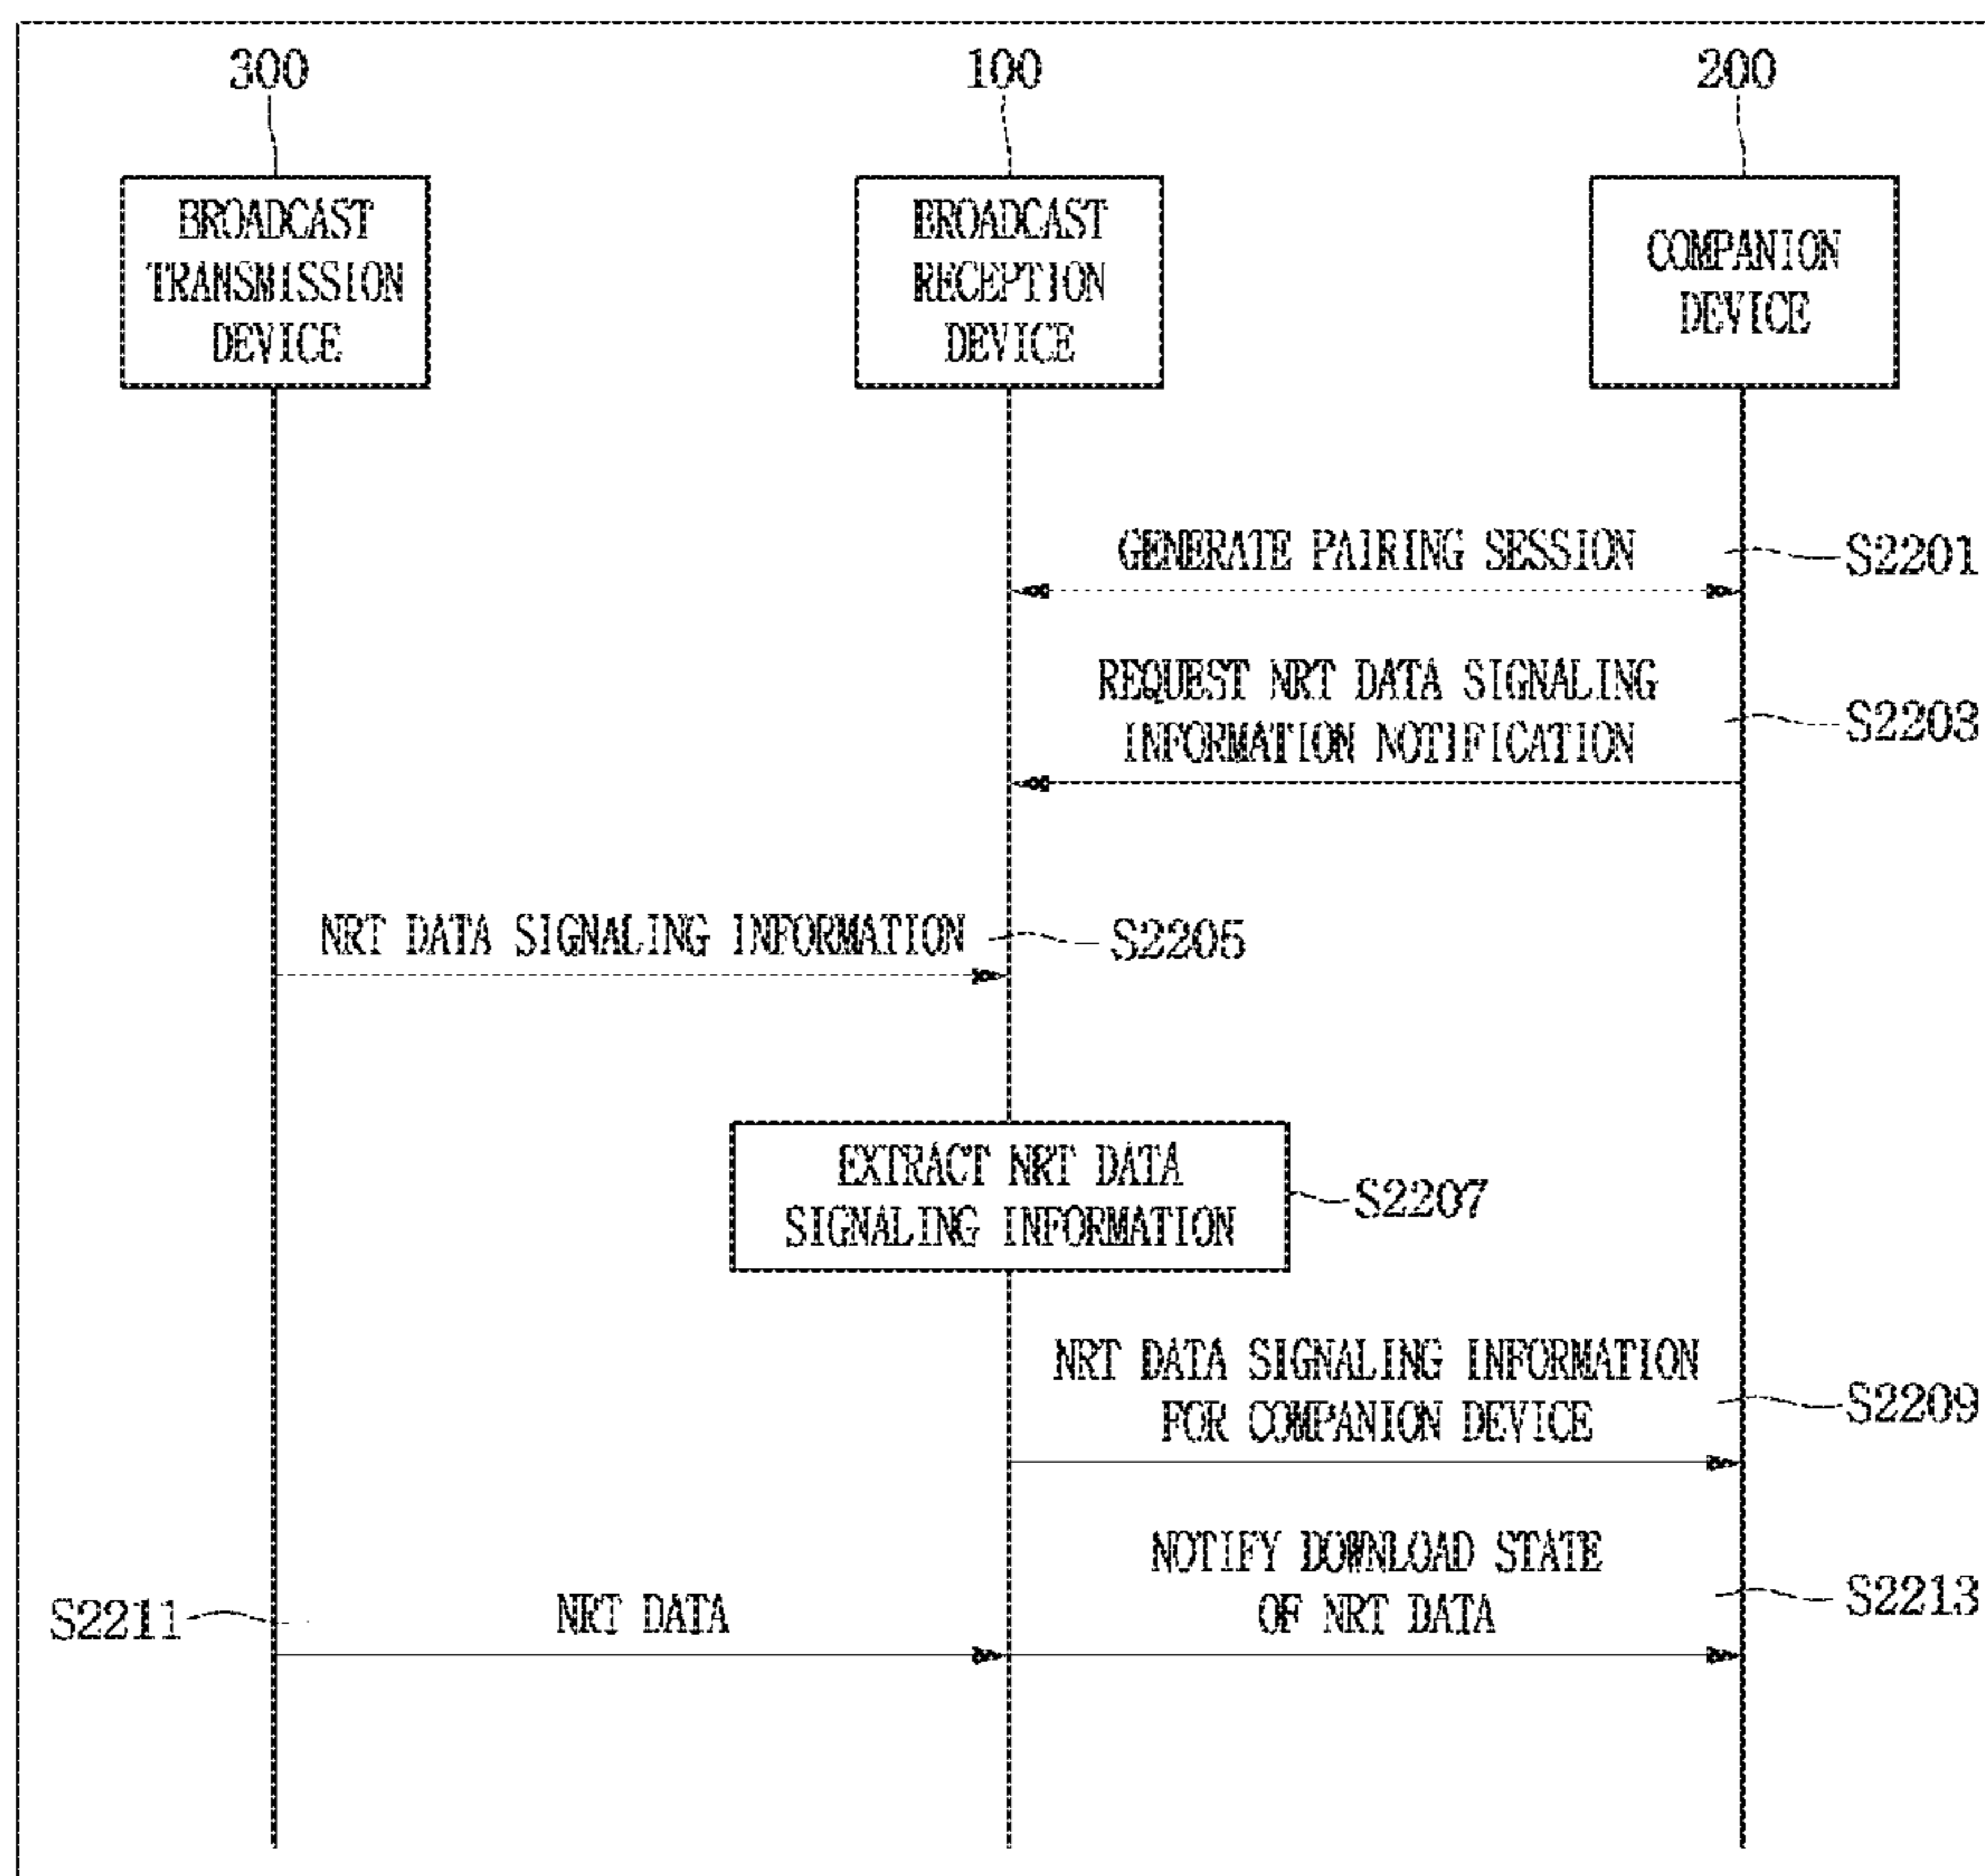 300
100
200
BROADCAST
TRANSMISSION
DEVICE
BROADCAST
RECEPTION
DEVICE
COMPANION
DEVICE
GENERATE PAIRING SESSION
S2201
REQUEST NRT DATA SIGNALING
INFORMATION NOTIFICATION
S2203
NRT DATA SIGNALING INFORMATION
S2205
EXTRACT NRT DATA
SIGNALING INFORMATION
S2207
NRT DATA SIGNALING INFORMATION
FOR COMPANION DEVICE
S2209
S2211
NRT DATA
NOTIFY DOWNLOAD STATE
OF NRT DATA
S2213